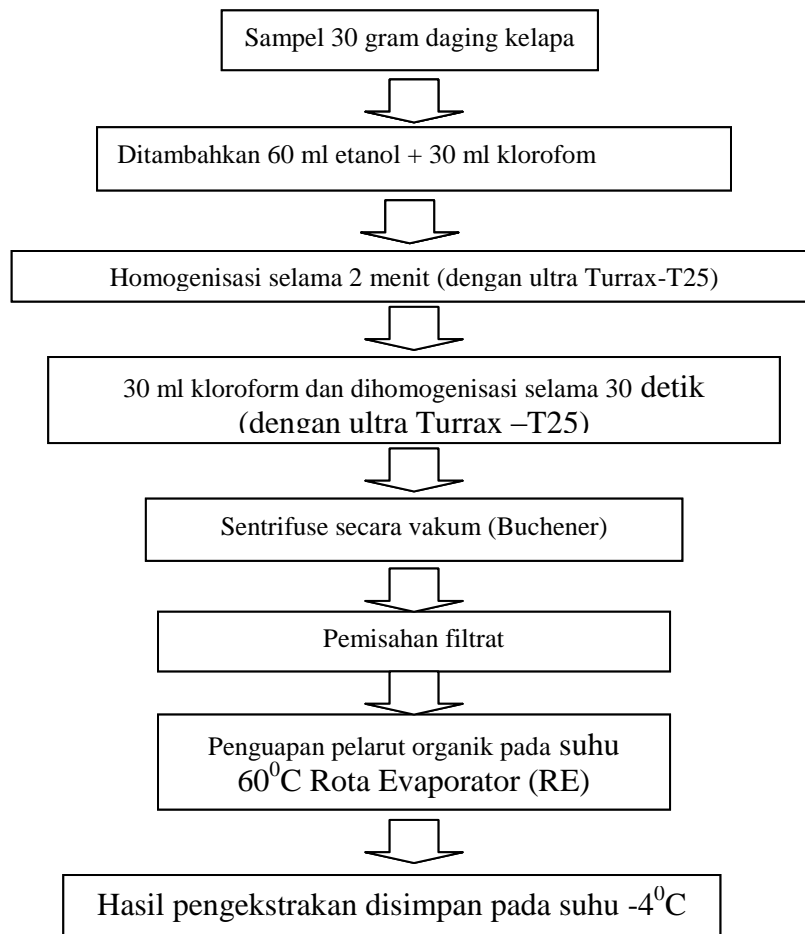 Sampel 30 gram daging kelapa
Ditambahkan 60 ml etanol + 30 ml klorofom
Homogenisasi selama 2 menit (dengan ultra Turrax-T25)
30 ml kloroform dan dihomogenisasi selama 30 detik
(dengan ultra Turrax –T25)
Sentrifuse secara vakum (Buchener)
Pemisahan filtrat
Penguapan pelarut organik pada suhu
60⁰C Rota Evaporator (RE)
Hasil pengekstrakan disimpan pada suhu -4⁰C